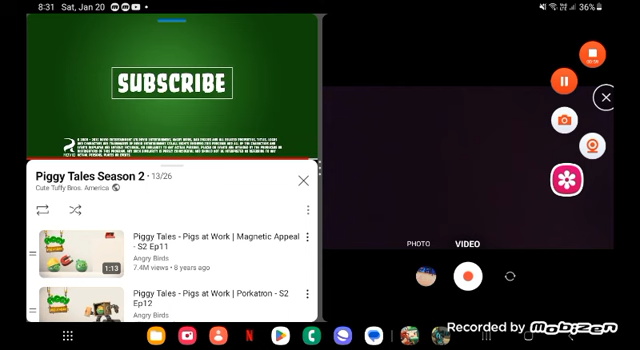 8:31 Sat, Jan 20
36%
SUBSCRIBE
Piggy Tales Season 2 · 13/26
Cute Tuffy Bros. America
Piggy Tales - Pigs at Work | Magnetic Appeal
- S2 Ep11
Angry Birds
7.4M views · 8 years ago
1:13
Piggy Tales - Pigs at Work | Porkatron - S2
Ep12
Angry Birds
PHOTO
VIDEO
Recorded by mobizen